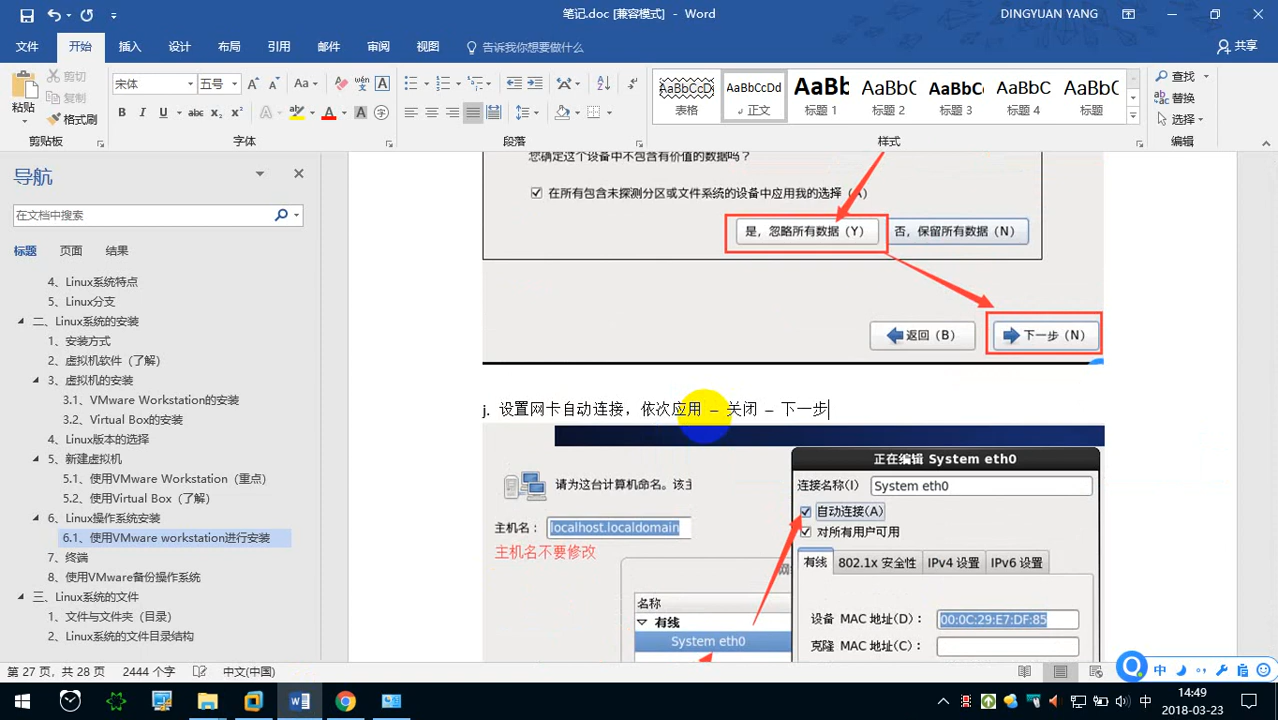 笔记.doc [兼容模式] - Word
DINGYUAN YANG
文件 开始 插入 设计 布局 引用 邮件 审阅 视图 告诉我你想要做什么 共享
粘贴 剪切 复制 格式刷
宋体 五号
AaBbCcDc 表格
AaBbCcDd 正文
AaBb 标题 1
AaBbC 标题 2
AaBbC 标题 3
AaBbC 标题 4
AaBbC 标题
查找
替换
选择
剪贴板 字体 段落 样式 编辑
导航
在文档中搜索
标题 页面 结果
4、Linux系统特点
5、Linux分支
二、Linux系统的安装
1、安装方式
2、虚拟机软件（了解）
3、虚拟机的安装
3.1、VMware Workstation的安装
3.2、Virtual Box的安装
4、Linux版本的选择
5、新建虚拟机
5.1、使用VMware Workstation（重点）
5.2、使用Virtual Box（了解）
6、Linux操作系统安装
6.1、使用VMware workstation进行安装
7、终端
8、使用VMware备份操作系统
三、Linux系统的文件
1、文件与文件夹（目录）
2、Linux系统的文件目录结构
您确定这个设备中不包含有价值的数据吗？
在所有包含未探测分区或文件系统的设备中应用我的选择（A）
是，忽略所有数据（Y） 否，保留所有数据（N）
返回（B） 下一步（N）
j. 设置网卡自动连接，依次应用 – 关闭 – 下一步
请为这台计算机命名。该主
主机名： localhost.localdomain
主机名不要修改
名称
有线
System eth0
正在编辑 System eth0
连接名称(I) System eth0
自动连接(A)
对所有用户可用
有线 802.1x 安全性 IPv4 设置 IPv6 设置
设备 MAC 地址(D)： 00:0C:29:E7:DF:85
克隆 MAC 地址(C)：
第 27 页，共 28 页 2444 个字 中文(中国)
中
中 14:49
2018-03-23